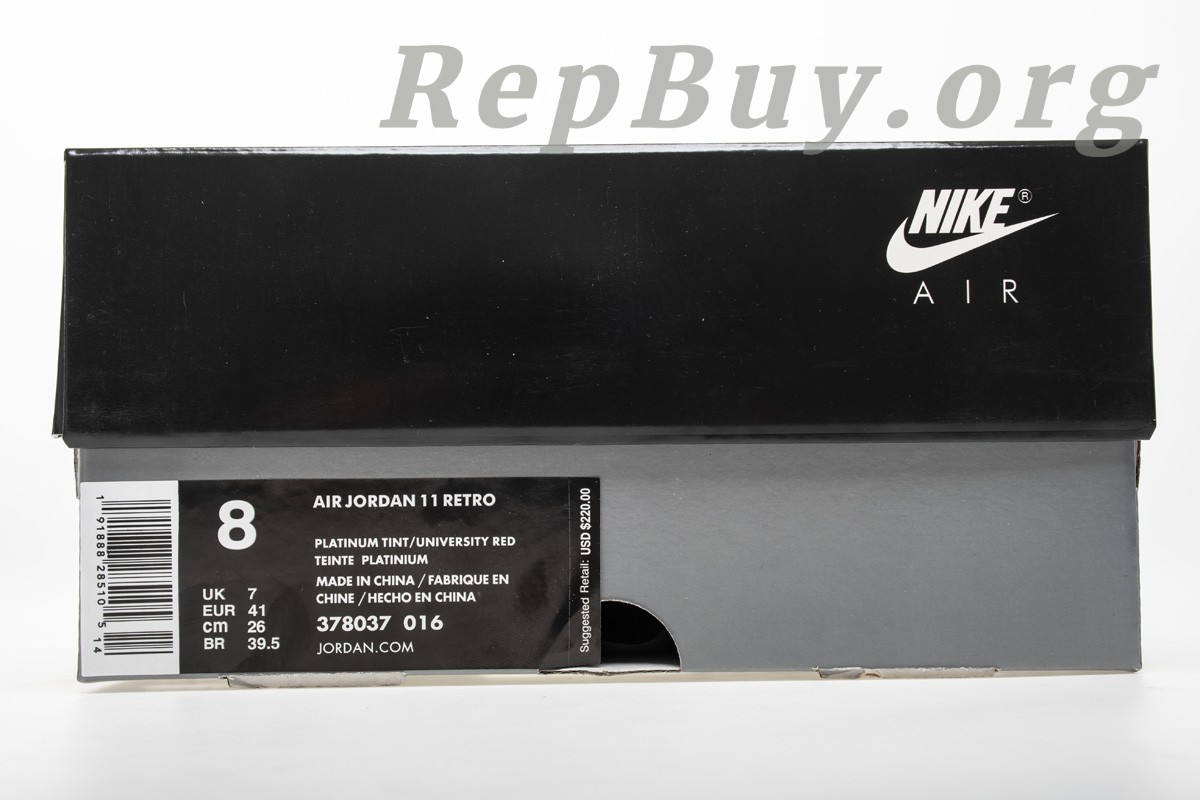 RepBuy.org
NIKE®
AIR
8
AIR JORDAN 11 RETRO
PLATINUM TINT/UNIVERSITY RED
TEINTE PLATINIUM
MADE IN CHINA / FABRIQUE EN
CHINE / HECHO EN CHINA
378037 016
JORDAN.COM
UK 7
EUR 41
cm 26
BR 39.5
Suggested Retail: USD $220.00
1 91888 28510 5 14